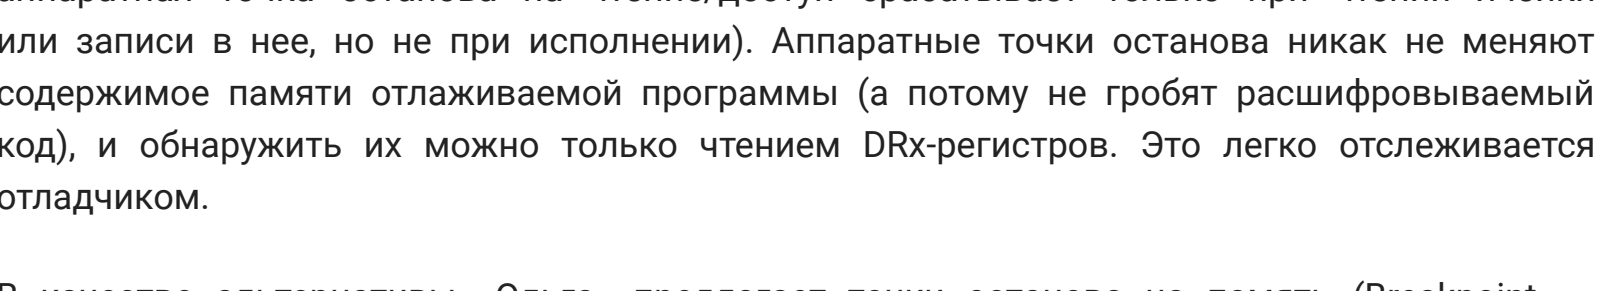 или записи в нее, но не при исполнении). Аппаратные точки останова никак не меняют
содержимое памяти отлаживаемой программы (а потому не гробят расшифровываемый
код), и обнаружить их можно только чтением DRx-регистров. Это легко отслеживается
отладчиком.